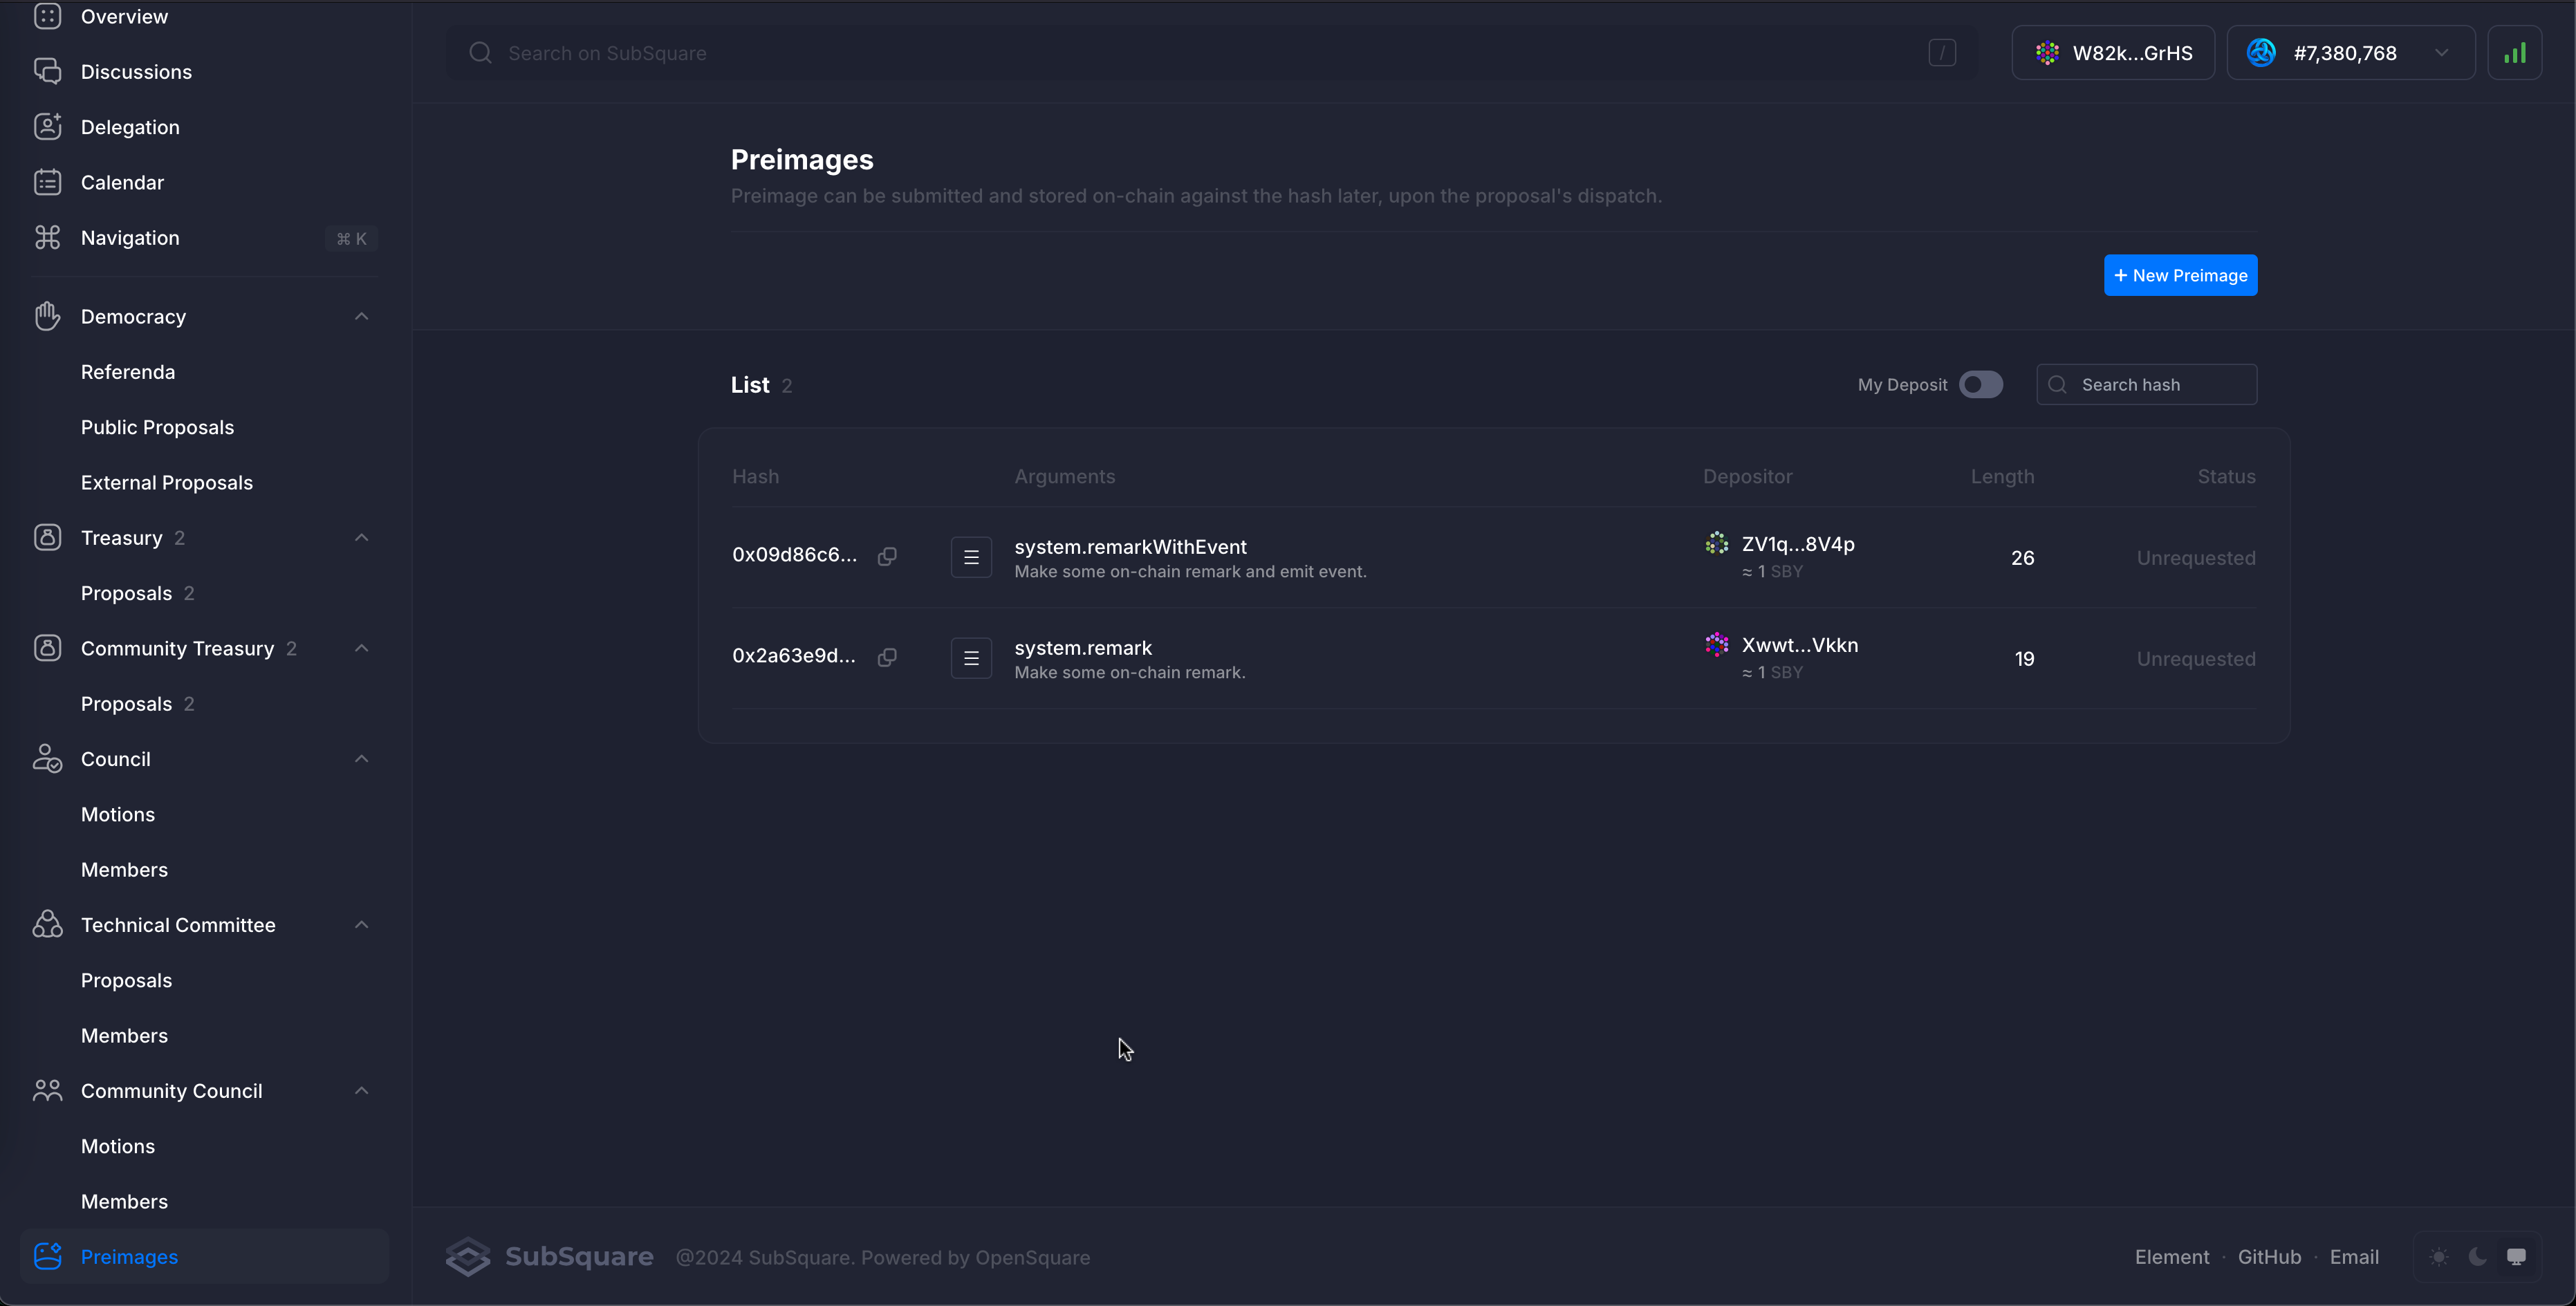 Overview
Discussions
Delegation
Calendar
Navigation ⌘ K
Democracy
Referenda
Public Proposals
External Proposals
Treasury 2
Proposals 2
Community Treasury 2
Proposals 2
Council
Motions
Members
Technical Committee
Proposals
Members
Community Council
Motions
Members
Preimages
Search on SubSquare /
W82k...GrHS
#7,380,768
Preimages
Preimage can be submitted and stored on-chain against the hash later, upon the proposal's dispatch.
+ New Preimage
List 2
My Deposit
Search hash
Hash Arguments Depositor Length Status
0x09d86c6... system.remarkWithEvent ZV1q...8V4p 26 Unrequested
Make some on-chain remark and emit event. ≈ 1 SBY
0x2a63e9d... system.remark Xwwt...Vkkn 19 Unrequested
Make some on-chain remark. ≈ 1 SBY
SubSquare @2024 SubSquare. Powered by OpenSquare
Element · GitHub · Email